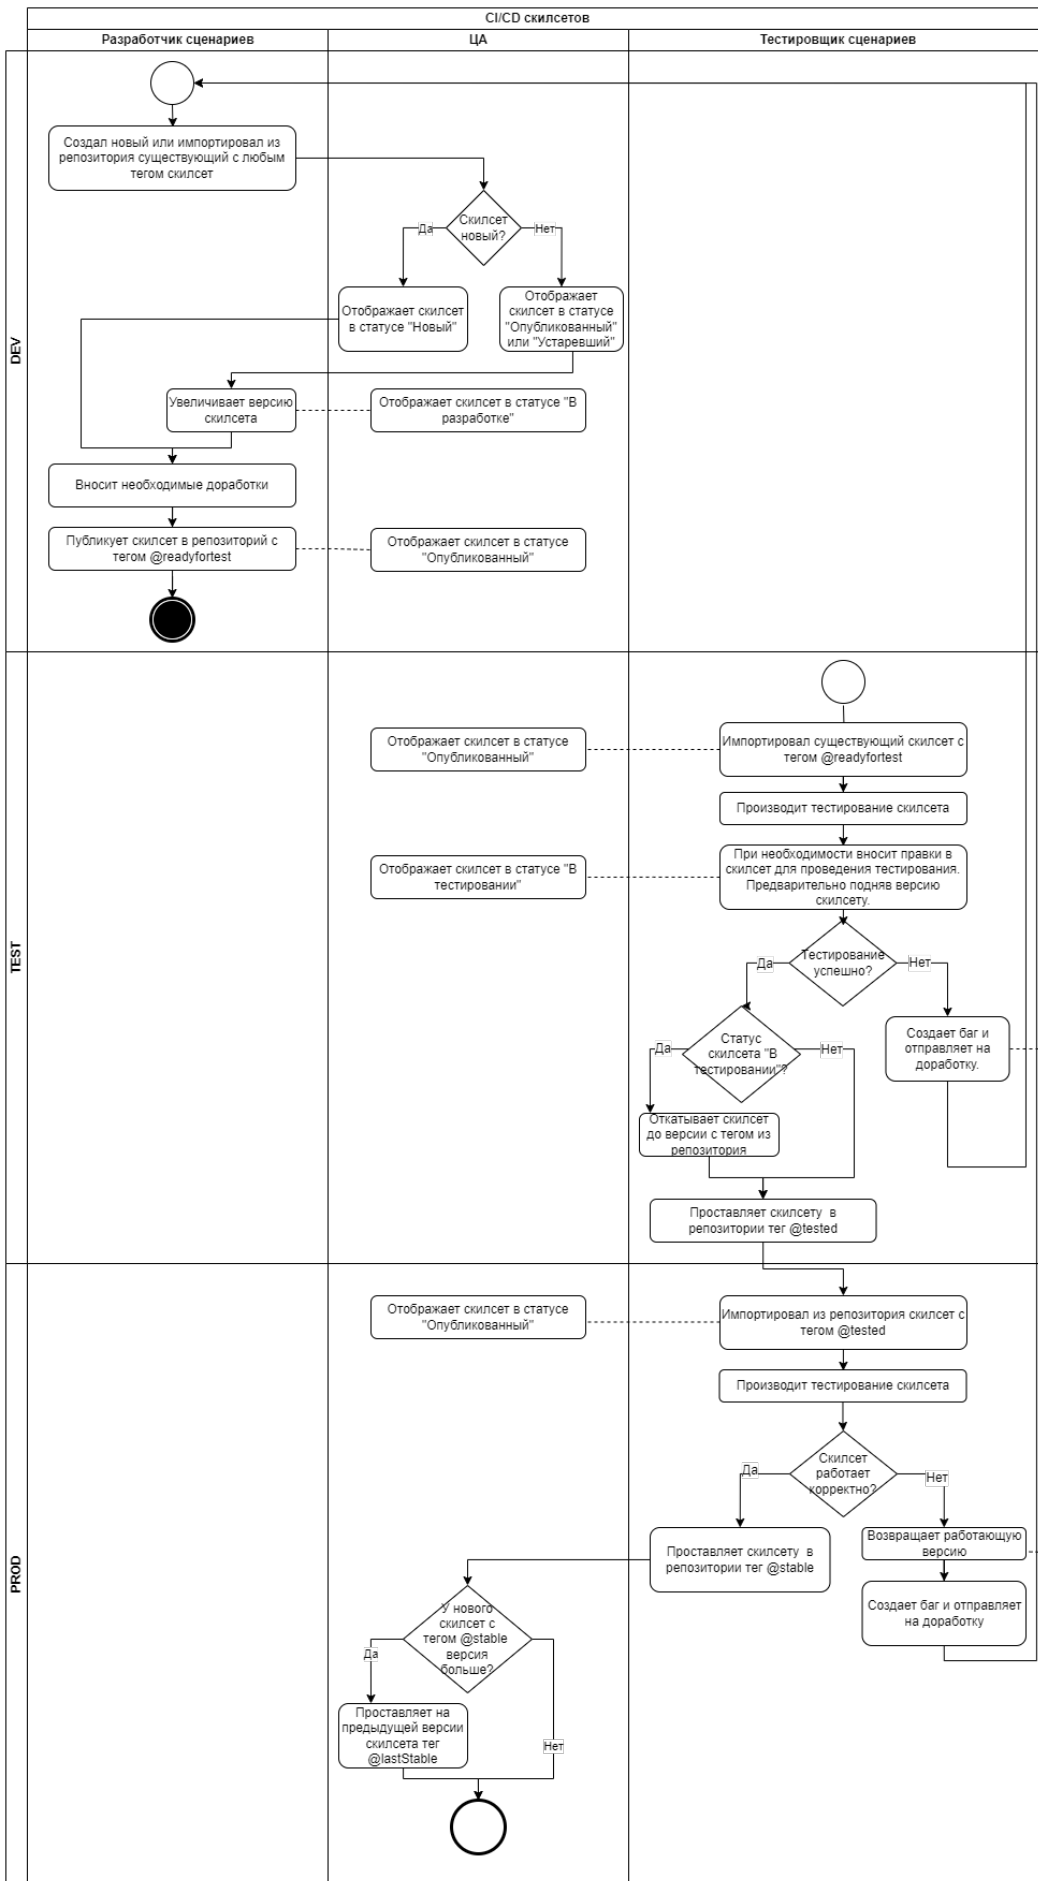 CI/CD скилсетов
Разработчик сценариев
ЦА
Тестировщик сценариев
DEV
Создал новый или импортировал из
репозитория существующий с любым
тегом скилсет
Скилсет
новый?
Да
Нет
Отображает скилсет
в статусе "Новый"
Отображает
скилсет в статусе
"Опубликованный"
или "Устаревший"
Увеличивает версию
скилсета
Отображает скилсет в статусе "В
разработке"
Вносит необходимые доработки
Публикует скилсет в репозиторий с
тегом @readyfortest
Отображает скилсет в статусе
"Опубликованный"
TEST
Отображает скилсет в статусе
"Опубликованный"
Импортировал существующий скилсет с
тегом @readyfortest
Производит тестирование скилсета
Отображает скилсет в статусе "В
тестировании"
При необходимости вносит правки в
скилсет для проведения тестирования.
Предварительно подняв версию
скилсету.
Тестирование
успешно?
Да
Нет
Статус
скилсета "В
тестировании"?
Да
Нет
Создает баг и
отправляет на
доработку.
Откатывает скилсет
до версии с тегом из
репозитория
Проставляет скилсету в
репозитории тег @tested
PROD
Отображает скилсет в статусе
"Опубликованный"
Импортировал из репозитория скилсет с
тегом @tested
Производит тестирование скилсета
Скилсет
работает
корректно?
Да
Нет
Проставляет скилсету в
репозитории тег @stable
Возвращает работающую
версию
Создает баг и отправляет
на доработку
У нового
скилсет с
тегом @stable
версия
больше?
Да
Нет
Проставляет на
предыдущей версии
скилсета тег
@lastStable